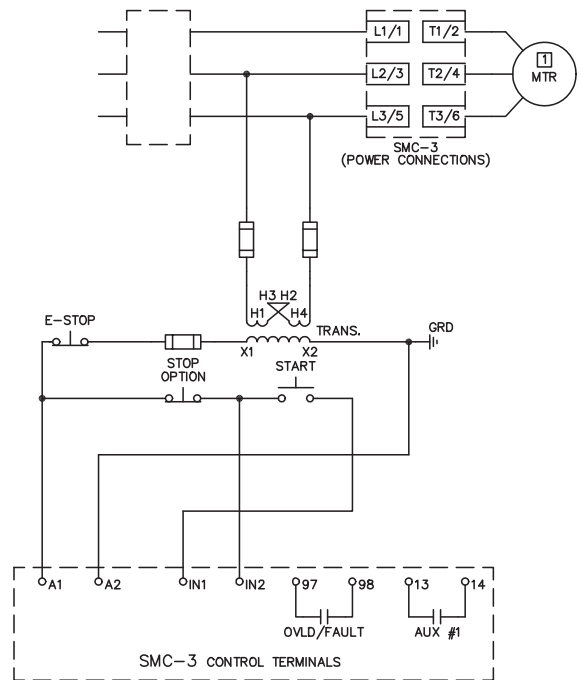 L1/1 T1/2
1
MTR
L2/3 T2/4
L3/5 T3/6
SMC-3
(POWER CONNECTIONS)
H3 H2
H1 H4
E-STOP
TRANS.
GRD
X1 X2
STOP
OPTION
START
A1 A2 IN1 IN2 97 98 13 14
OVLD/FAULT AUX #1
SMC-3 CONTROL TERMINALS